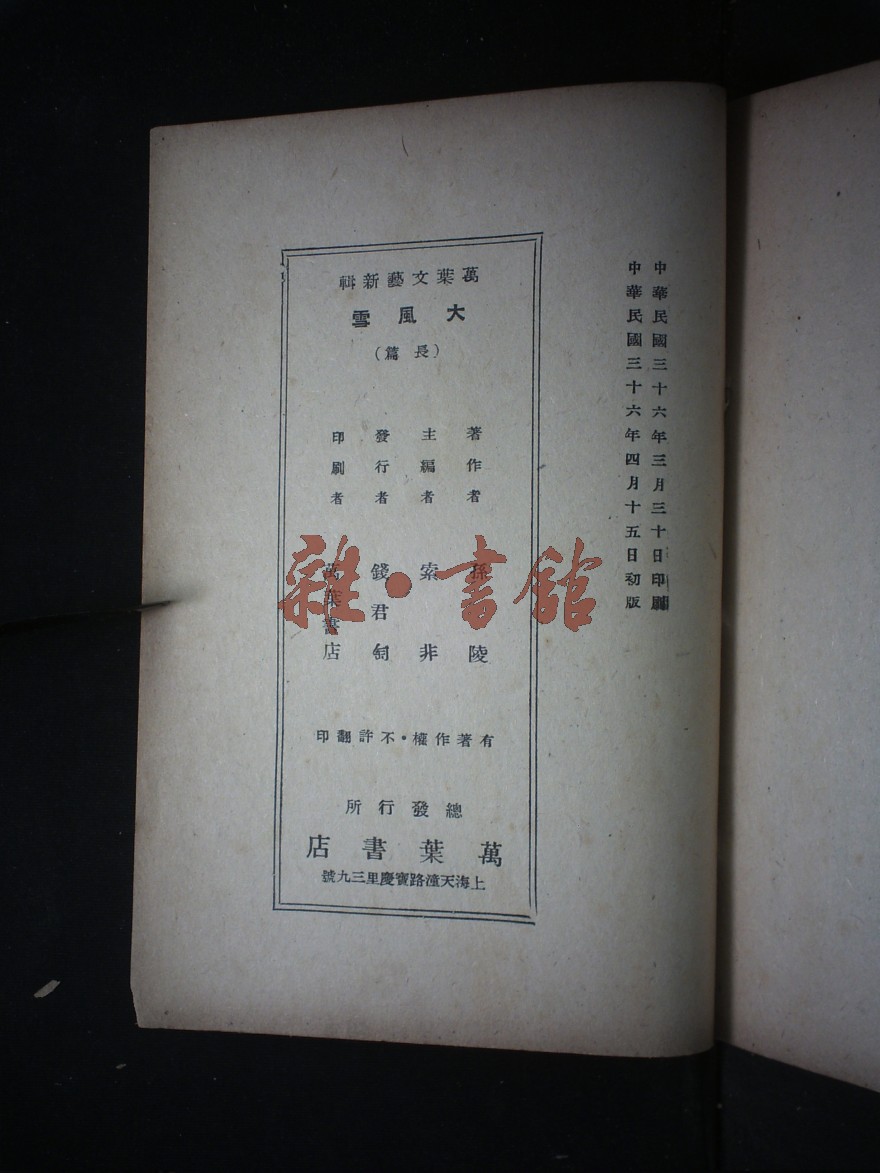 中華民國三十六年三月三十日印刷
中華民國三十六年四月十五日初版
萬葉文藝新輯
大風雪
（長篇）
著作者 孫陵
主編者 索非
發行者 錢君匋
印刷者 萬葉書店
有著作權·不許翻印
總發行所
萬葉書店
上海天潼路寶慶里三九號
雜·書館